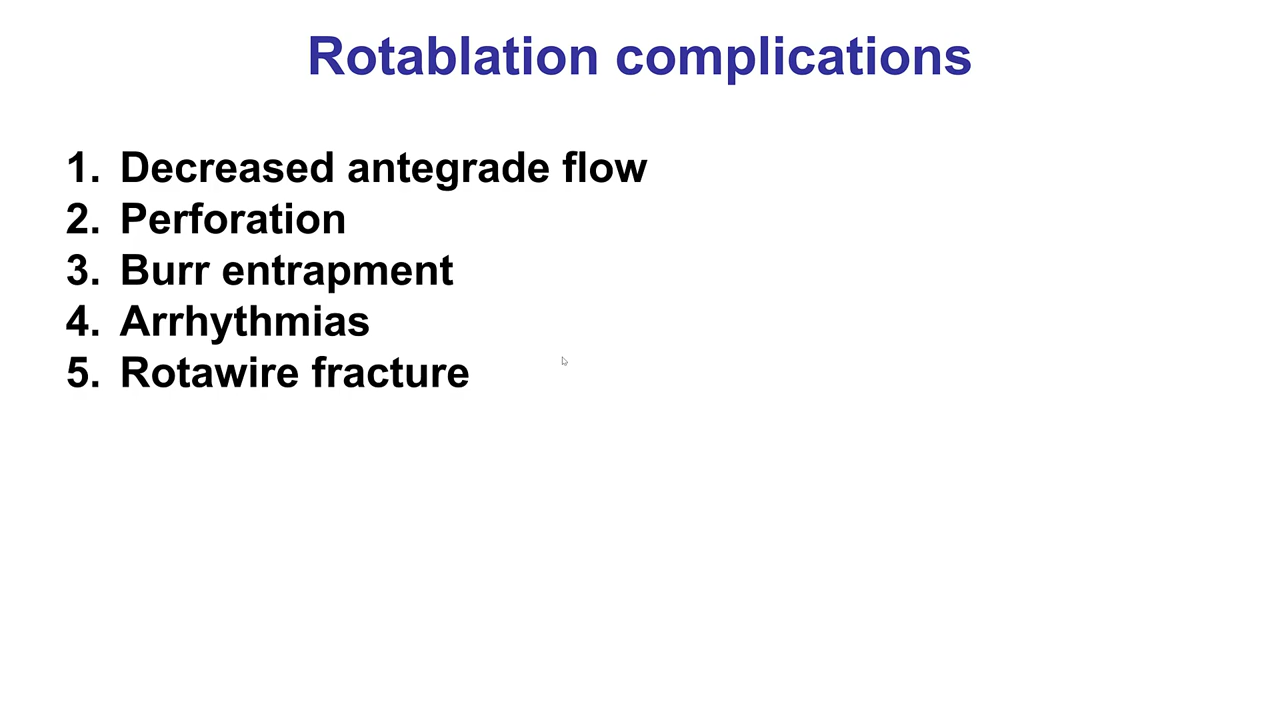 Rotablation complications
1. Decreased antegrade flow
2. Perforation
3. Burr entrapment
4. Arrhythmias
5. Rotawire fracture